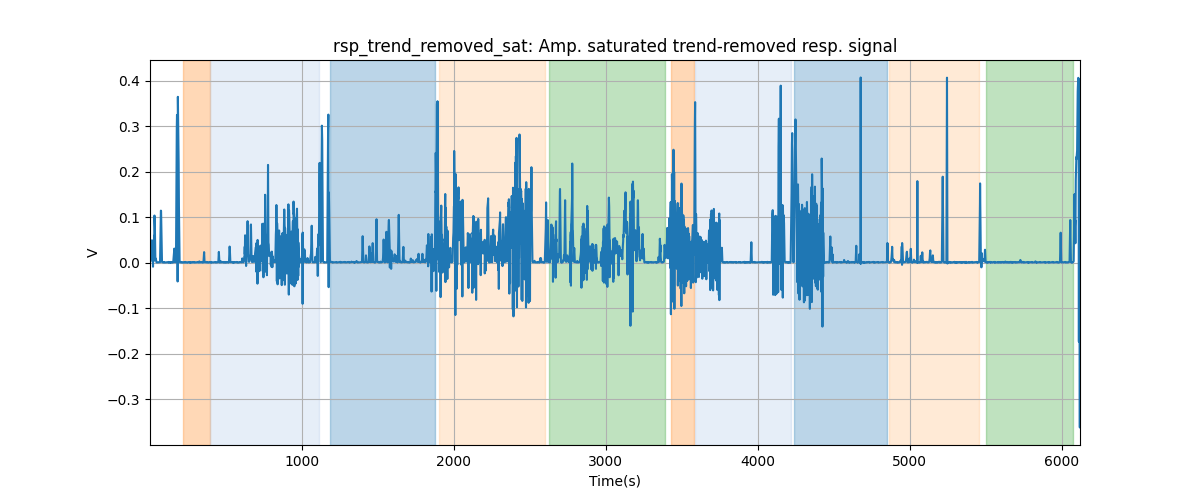 rsp_trend_removed_sat: Amp. saturated trend-removed resp. signal
0.4
0.3
0.2
0.1
0.0
−0.1
−0.2
−0.3
V
1000 2000 3000 4000 5000 6000
Time(s)